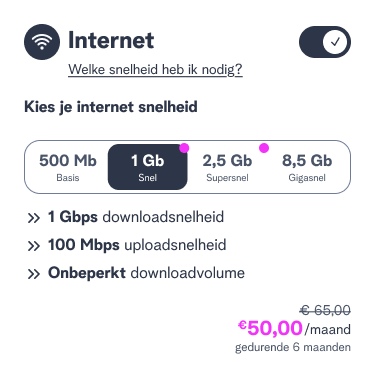 Internet
Welke snelheid heb ik nodig?
Kies je internet snelheid
500 Mb 1 Gb 2,5 Gb 8,5 Gb
Basis Snel Supersnel Gigasnel
1 Gbps downloadsnelheid
100 Mbps uploadsnelheid
Onbeperkt downloadvolume
€ 65,00
€50,00/maand
gedurende 6 maanden